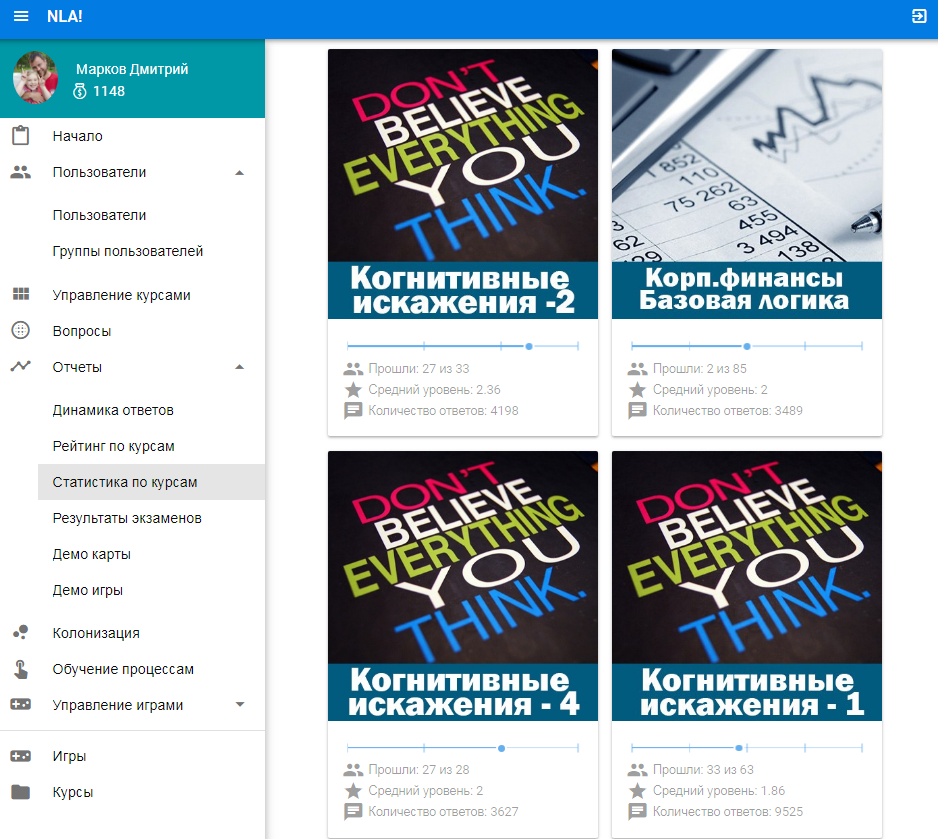 NLA!
Марков Дмитрий
1148
Начало
Пользователи
Пользователи
Группы пользователей
Управление курсами
Вопросы
Отчеты
Динамика ответов
Рейтинг по курсам
Статистика по курсам
Результаты экзаменов
Демо карты
Демо игры
Колонизация
Обучение процессам
Управление играми
Игры
Курсы
DON'T
BELIEVE
EVERYTHING
YOU
THINK.
Когнитивные
искажения -2
Прошли: 27 из 33
Средний уровень: 2.36
Количество ответов: 4198
1 852
110
75 262
63
62
455
529
3 494
138
Корп.финансы
Базовая логика
Прошли: 2 из 85
Средний уровень: 2
Количество ответов: 3489
DON'T
BELIEVE
EVERYTHING
YOU
THINK.
Когнитивные
искажения - 4
Прошли: 27 из 28
Средний уровень: 2
Количество ответов: 3627
DON'T
BELIEVE
EVERYTHING
YOU
THINK.
Когнитивные
искажения - 1
Прошли: 33 из 63
Средний уровень: 1.86
Количество ответов: 9525